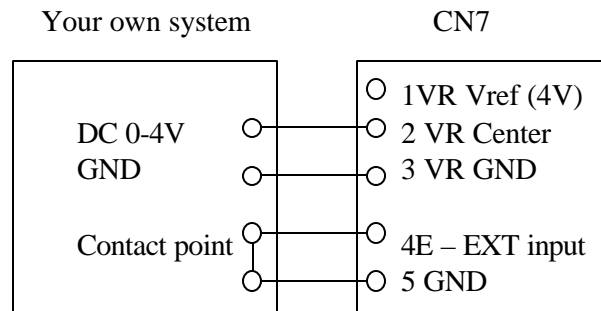 Your own system
CN7
1VR Vref (4V)
DC 0-4V
2 VR Center
GND
3 VR GND
Contact point
4E – EXT input
5 GND